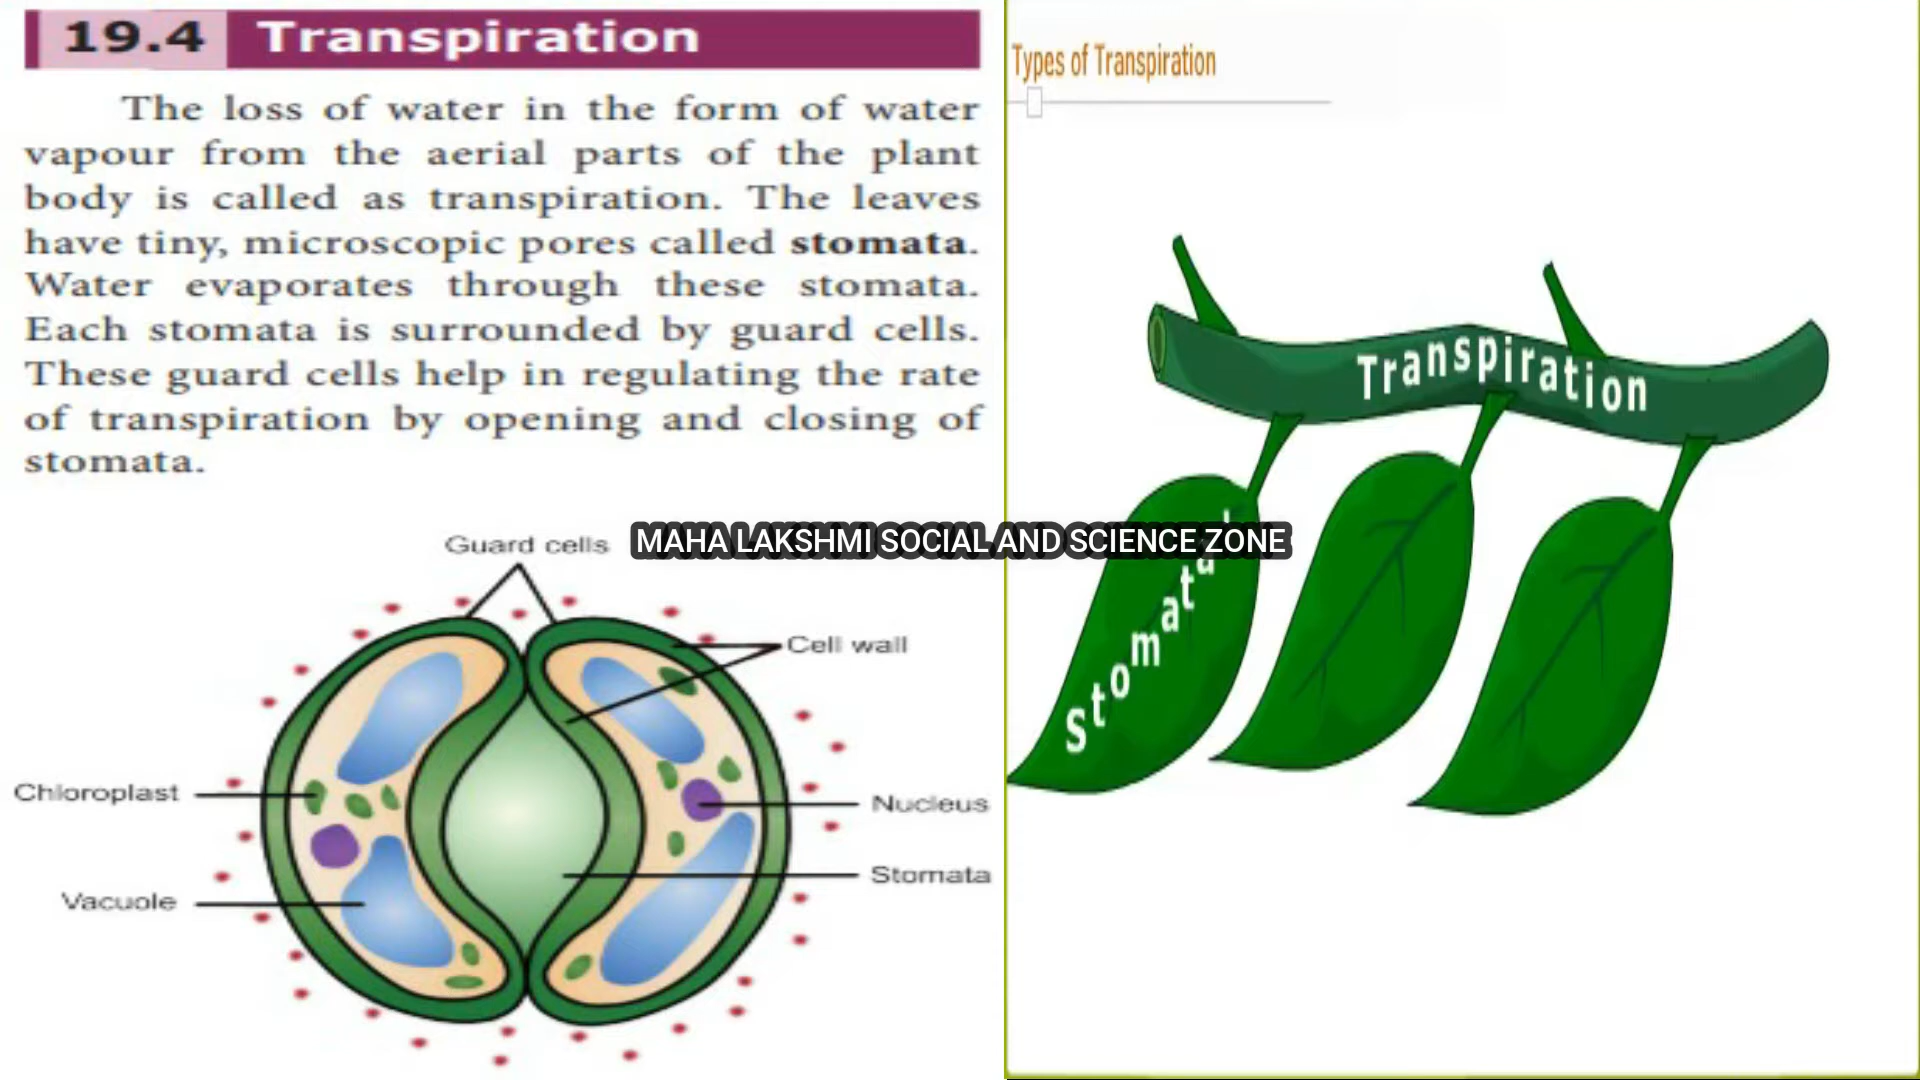 19.4 Transpiration
The loss of water in the form of water
vapour from the aerial parts of the plant
body is called as transpiration. The leaves
have tiny, microscopic pores called stomata.
Water evaporates through these stomata.
Each stomata is surrounded by guard cells.
These guard cells help in regulating the rate
of transpiration by opening and closing of
stomata.
Guard cells
Cell wall
Chloroplast
Nucleus
Stomata
Vacuole
MAHA LAKSHMI SOCIAL AND SCIENCE ZONE
Types of Transpiration
Transpiration